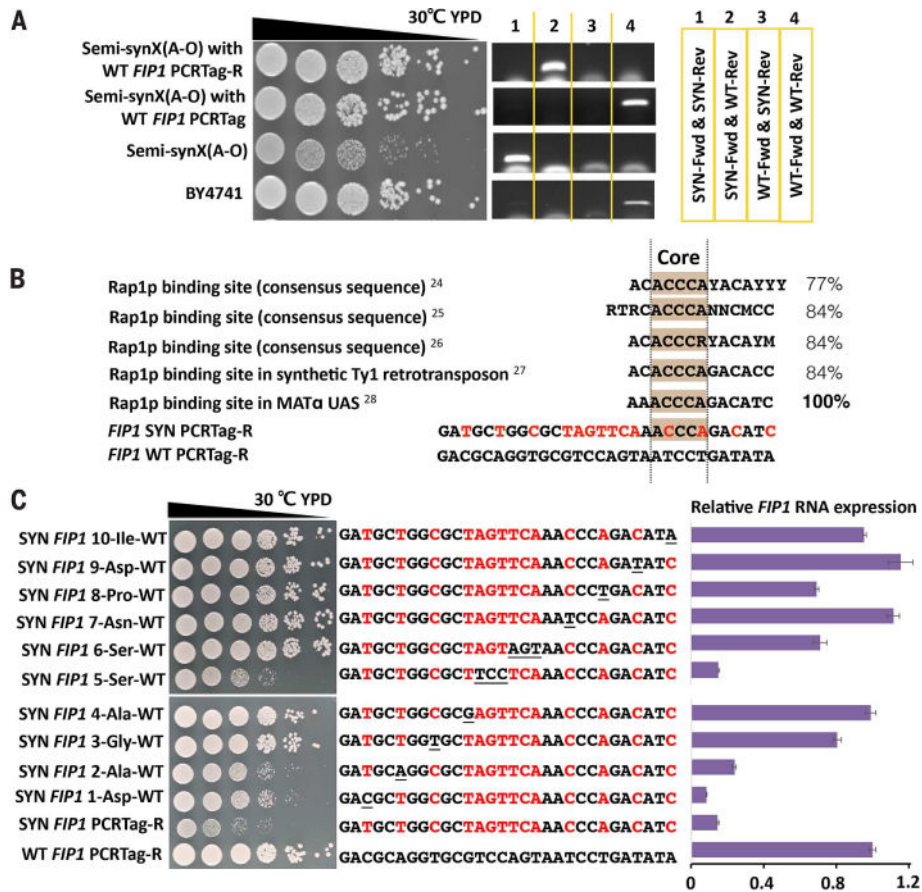 A
30℃ YPD
1 2 3 4
Semi-synX(A-O) with
WT FIP1 PCRTag-R
Semi-synX(A-O) with
WT FIP1 PCRTag
Semi-synX(A-O)
BY4741
1 2 3 4
SYN-Fwd & SYN-Rev
SYN-Fwd & WT-Rev
WT-Fwd & SYN-Rev
WT-Fwd & WT-Rev
B
Core
Rap1p binding site (consensus sequence) 24 ACACCCAYACAYYY 77%
Rap1p binding site (consensus sequence) 25 RTRCACCCANNCMCC 84%
Rap1p binding site (consensus sequence) 26 ACACCCRYACAYM 84%
Rap1p binding site in synthetic Ty1 retrotransposon 27 ACACCCAGACACC 84%
Rap1p binding site in MATα UAS 28 AAACCCAGACATC 100%
FIP1 SYN PCRTag-R GATGCTGGCGCTAGTTCAAACCCAGACATC
FIP1 WT PCRTag-R GACGCAGGTGCGTCCAGTAATCCTGATATA
C
30 ℃ YPD
Relative FIP1 RNA expression
SYN FIP1 10-Ile-WT GATGCTGGCGCTAGTTCAAACCCAGACATA
SYN FIP1 9-Asp-WT GATGCTGGCGCTAGTTCAAACCCAGATATC
SYN FIP1 8-Pro-WT GATGCTGGCGCTAGTTCAAACCCTGACATC
SYN FIP1 7-Asn-WT GATGCTGGCGCTAGTTCAAATCCAGACATC
SYN FIP1 6-Ser-WT GATGCTGGCGCTAGTAGTAACCCAGACATC
SYN FIP1 5-Ser-WT GATGCTGGCGCTTCCTCAAACCCAGACATC
SYN FIP1 4-Ala-WT GATGCTGGCGCGAGTTCAAACCCAGACATC
SYN FIP1 3-Gly-WT GATGCTGGTGCTAGTTCAAACCCAGACATC
SYN FIP1 2-Ala-WT GATGCAGGCGCTAGTTCAAACCCAGACATC
SYN FIP1 1-Asp-WT GACGCTGGCGCTAGTTCAAACCCAGACATC
SYN FIP1 PCRTag-R GATGCTGGCGCTAGTTCAAACCCAGACATC
WT FIP1 PCRTag-R GACGCAGGTGCGTCCAGTAATCCTGATATA
0 0.4 0.8 1.2